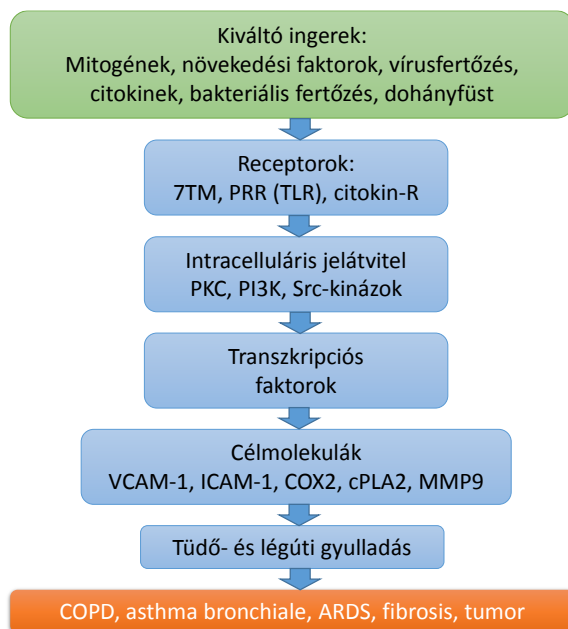 Kiváltó ingerek:
Mitogének, növekedési faktorok, vírusfertőzés,
citokinek, bakteriális fertőzés, dohányfüst
Receptorok:
7TM, PRR (TLR), citokin-R
Intracelluláris jelátvitel
PKC, PI3K, Src-kinázok
Transzkripciós
faktorok
Célmolekulák
VCAM-1, ICAM-1, COX2, cPLA2, MMP9
Tüdő- és légúti gyulladás
COPD, asthma bronchiale, ARDS, fibrosis, tumor